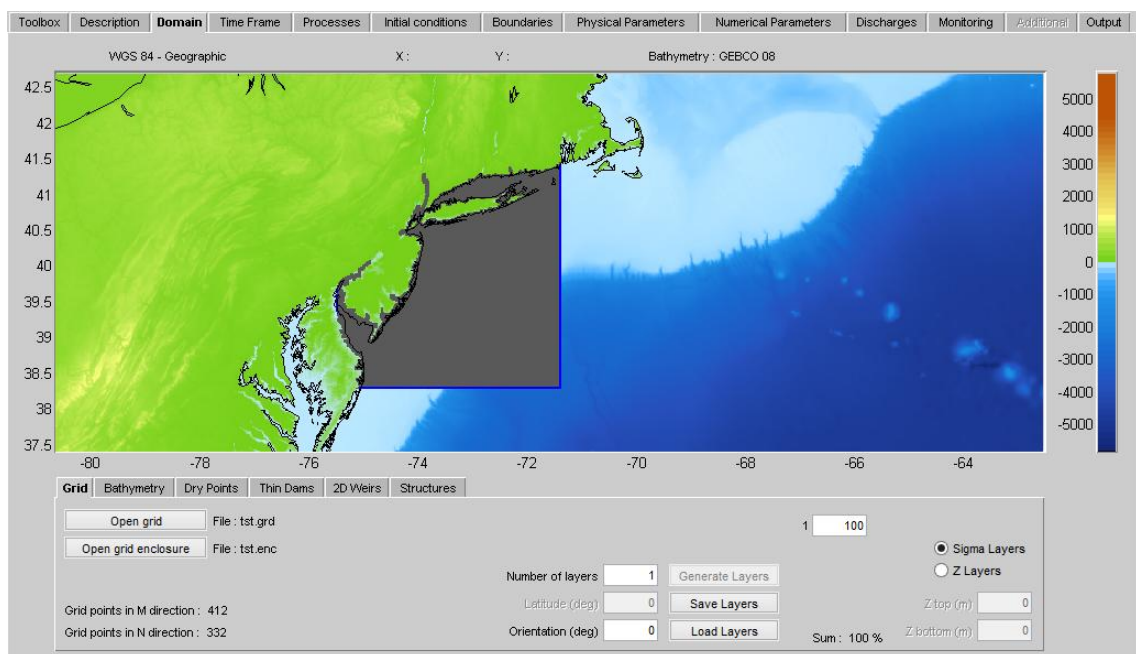 Toolbox Description Domain Time Frame Processes Initial conditions Boundaries Physical Parameters Numerical Parameters Discharges Monitoring Additional Output
WGS 84 - Geographic X : Y : Bathymetry : GEBCO 08
42.5
42
41.5
41
40.5
40
39.5
39
38.5
38
37.5
-80 -78 -76 -74 -72 -70 -68 -66 -64
5000
4000
3000
2000
1000
0
-1000
-2000
-3000
-4000
-5000
Grid Bathymetry Dry Points Thin Dams 2D Weirs Structures
Open grid File : tst.grd 1 100
Open grid enclosure File : tst.enc Sigma Layers
Number of layers 1 Generate Layers Z Layers
Grid points in M direction : 412 Latitude (deg) 0 Save Layers Z top (m) 0
Grid points in N direction : 332 Orientation (deg) 0 Load Layers Sum : 100 % Z bottom (m) 0